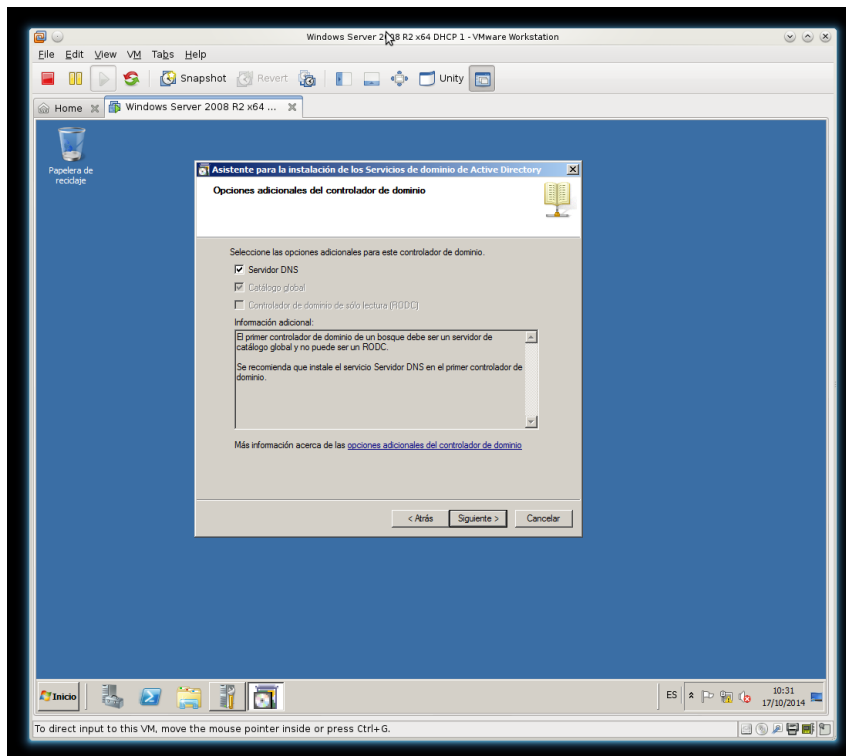 Windows Server 2008 R2 x64 DHCP 1 - VMware Workstation
File Edit View VM Tabs Help
Snapshot Revert Unity
Home Windows Server 2008 R2 x64 ...
Papelera de
reciclaje
Asistente para la instalación de los Servicios de dominio de Active Directory
Opciones adicionales del controlador de dominio
Seleccione las opciones adicionales para este controlador de dominio.
Servidor DNS
Catálogo global
Controlador de dominio de sólo lectura (RODC)
Información adicional:
El primer controlador de dominio de un bosque debe ser un servidor de
catálogo global y no puede ser un RODC.
Se recomienda que instale el servicio Servidor DNS en el primer controlador de
dominio.
Más información acerca de las opciones adicionales del controlador de dominio
< Atrás Siguiente > Cancelar
Inicio ES 10:31
17/10/2014
To direct input to this VM, move the mouse pointer inside or press Ctrl+G.